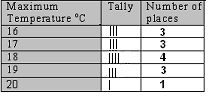 Maximum Temperature °C Tally Number of places
16 ||| 3
17 ||| 3
18 |||| 4
19 ||| 3
20 | 1